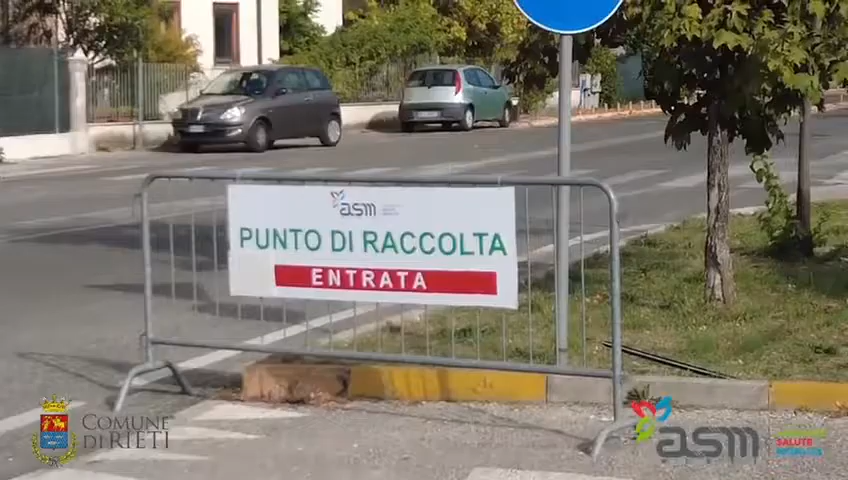 asm
PUNTO DI RACCOLTA
ENTRATA
COMUNE
DI RIETI
asm
SALUTE